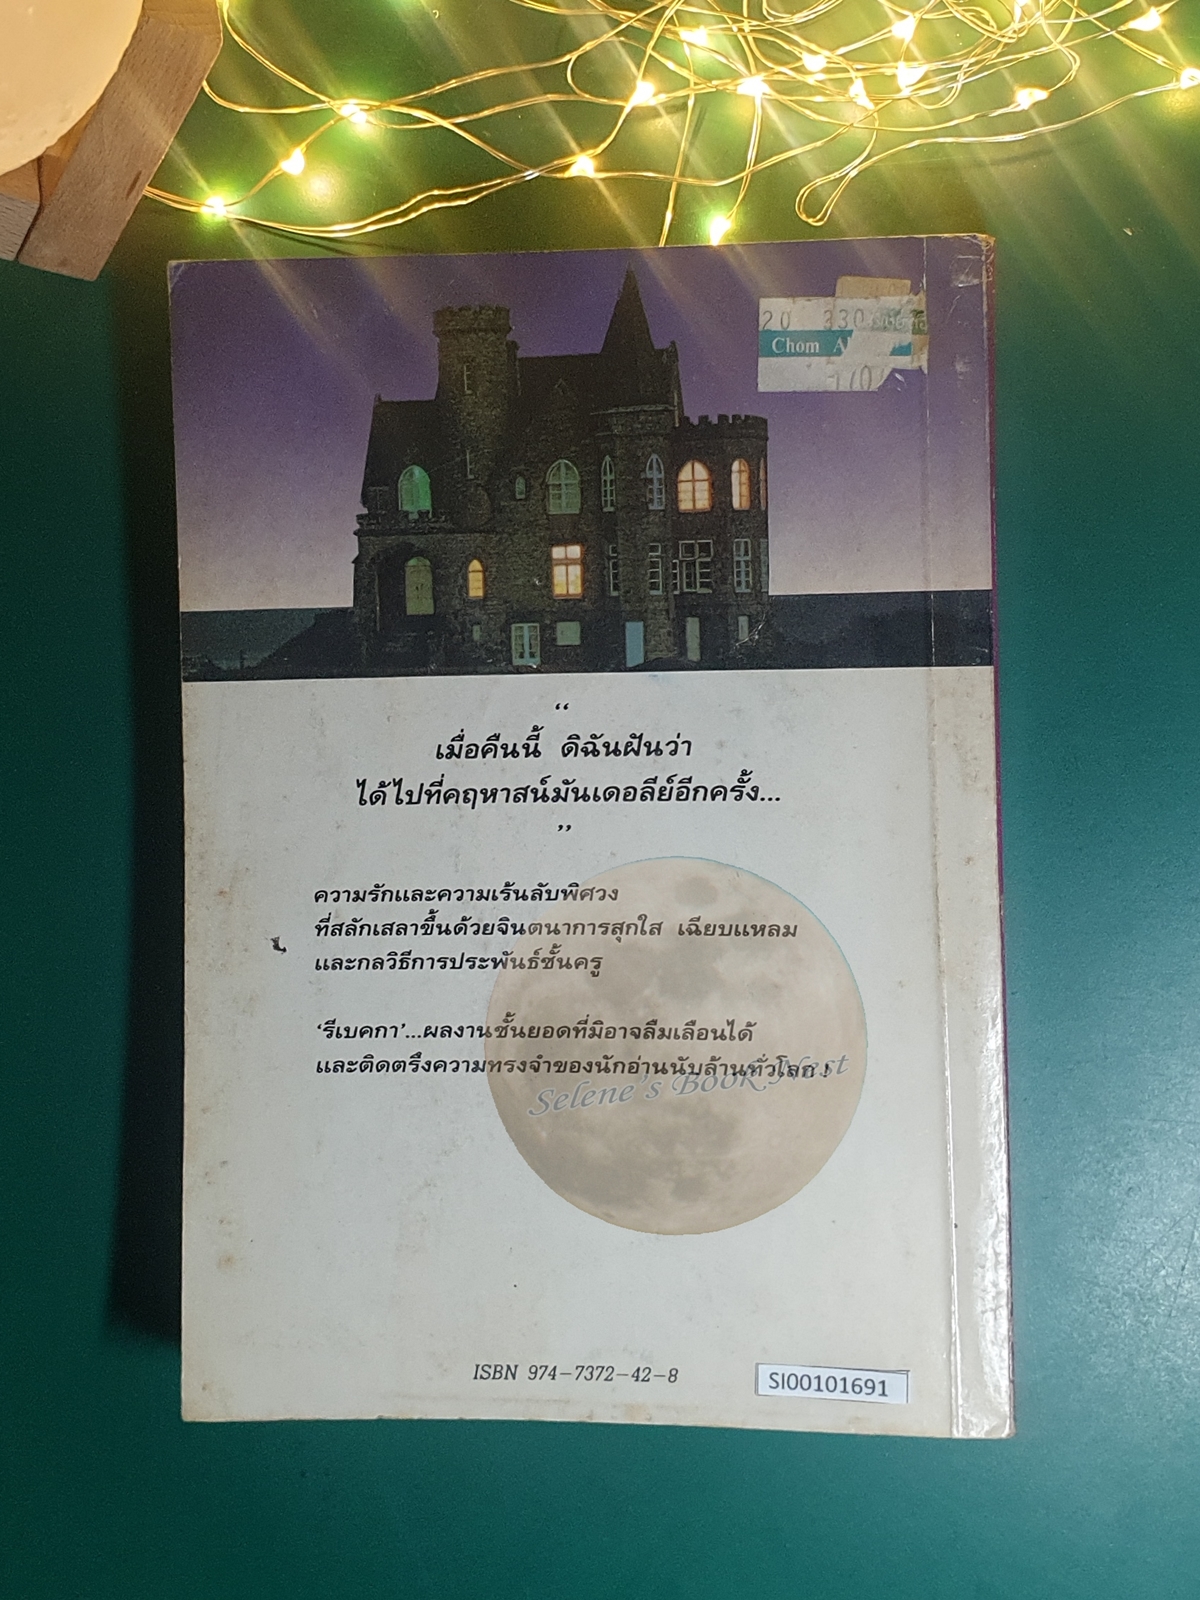 20 330
Chom
“
เมื่อคืนนี้ ดิฉันฝันว่า
ได้ไปที่คฤหาสน์มันเดอลีย์อีกครั้ง...
”
ความรักและความเร้นลับพิศวง
ที่สลักเสลาขึ้นด้วยจินตนาการสุกใส เฉียบแหลม
และกลวิธีการประพันธ์ชั้นครู
‘รีเบคกา’...ผลงานชั้นยอดที่มิอาจลืมเลือนได้
และติดตรึงความทรงจำของนักอ่านนับล้านทั่วโลก !
Selene's Book Nest
ISBN 974-7372-42-8
SI00101691